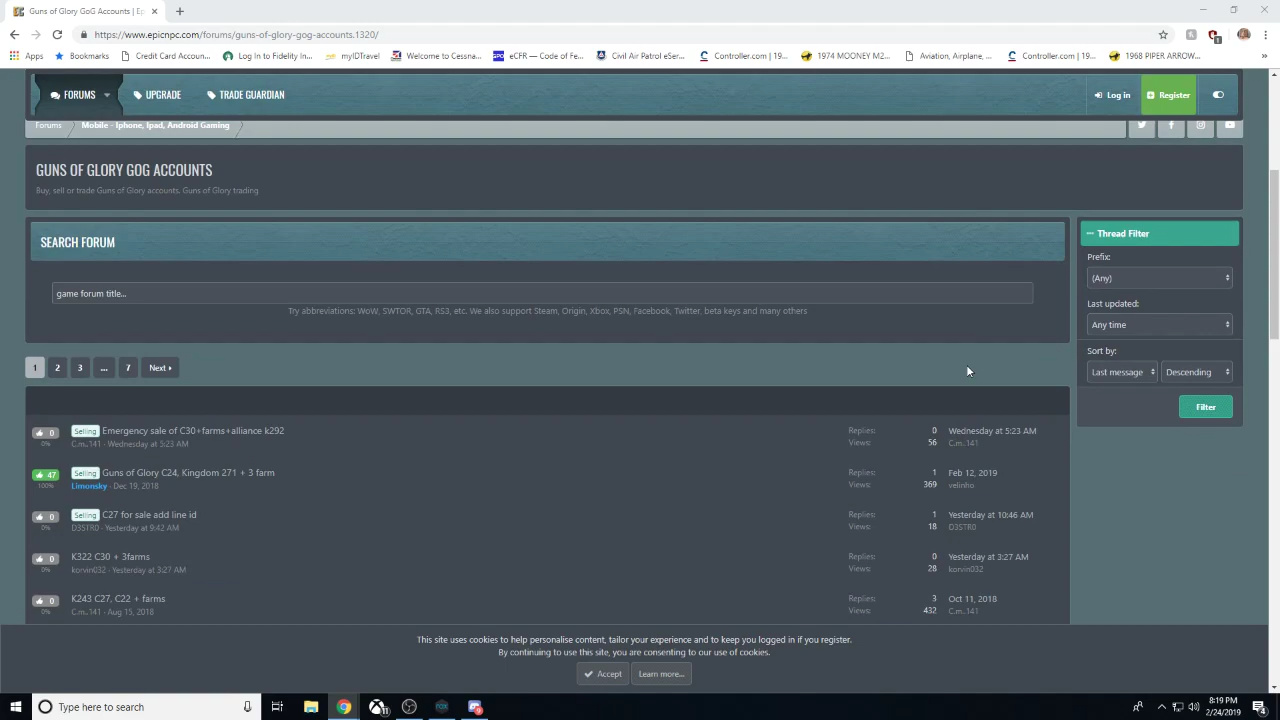 Guns of Glory GoG Accounts | Ep
https://www.epicnpc.com/forums/guns-of-glory-gog-accounts.1320/
Apps Bookmarks Credit Card Accoun... Log In to Fidelity In... myIDTravel Welcome to Cessna... eCFR — Code of Fe... Civil Air Patrol eSer... Controller.com | 19... 1974 MOONEY M2... Aviation, Airplane, ... Controller.com | 19... 1968 PIPER ARROW... »
FORUMS UPGRADE TRADE GUARDIAN Log in Register
Forums Mobile - Iphone, Ipad, Android Gaming
GUNS OF GLORY GOG ACCOUNTS
Buy, sell or trade Guns of Glory accounts. Guns of Glory trading
SEARCH FORUM
game forum title...
Try abbreviations: WoW, SWTOR, GTA, RS3, etc. We also support Steam, Origin, Xbox, PSN, Facebook, Twitter, beta keys and many others
Thread Filter
Prefix:
(Any)
Last updated:
Any time
Sort by:
Last message Descending
Filter
1 2 3 ... 7 Next
0 Selling Emergency sale of C30+farms+alliance k292 Replies: 0 Wednesday at 5:23 AM
0% C.m..141 · Wednesday at 5:23 AM Views: 56 C.m..141
47 Selling Guns of Glory C24, Kingdom 271 + 3 farm Replies: 1 Feb 12, 2019
100% Limonsky · Dec 19, 2018 Views: 369 velinho
0 Selling C27 for sale add line id Replies: 1 Yesterday at 10:46 AM
0% D3STR0 · Yesterday at 9:42 AM Views: 18 D3STR0
0 K322 C30 + 3farms Replies: 0 Yesterday at 3:27 AM
0% korvin032 · Yesterday at 3:27 AM Views: 28 korvin032
0 K243 C27, C22 + farms Replies: 3 Oct 11, 2018
0% C.m..141 · Aug 15, 2018 Views: 432 C.m..141
This site uses cookies to help personalise content, tailor your experience and to keep you logged in if you register.
By continuing to use this site, you are consenting to our use of cookies.
Accept Learn more...
Type here to search
8:19 PM
2/24/2019